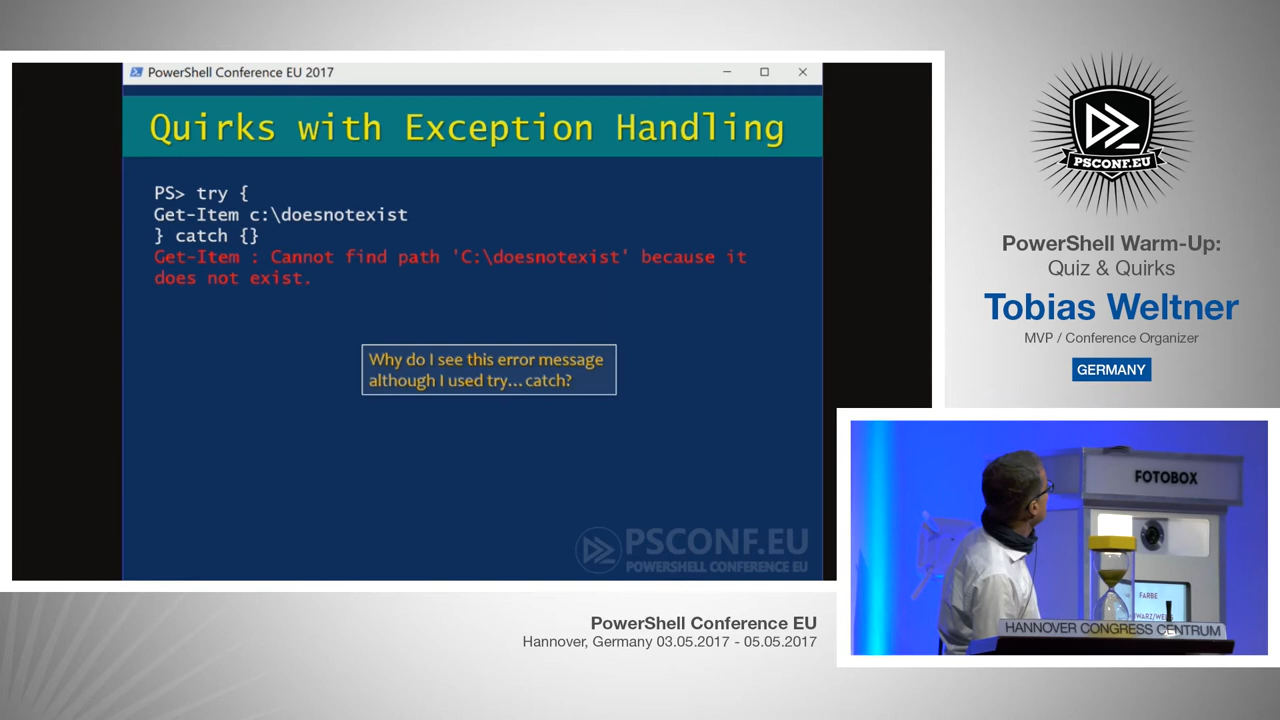 PowerShell Conference EU 2017
Quirks with Exception Handling
PS> try {
Get-Item c:\doesnotexist
} catch {}
Get-Item : Cannot find path 'C:\doesnotexist' because it
does not exist.
Why do I see this error message
although I used try...catch?
PSCONF.EU
POWERSHELL CONFERENCE EU
PSCONF.EU
PowerShell Warm-Up:
Quiz & Quirks
Tobias Weltner
MVP / Conference Organizer
GERMANY
FOTOBOX
FARBE
HANNOVER CONGRESS CENTRUM
PowerShell Conference EU
Hannover, Germany 03.05.2017 - 05.05.2017